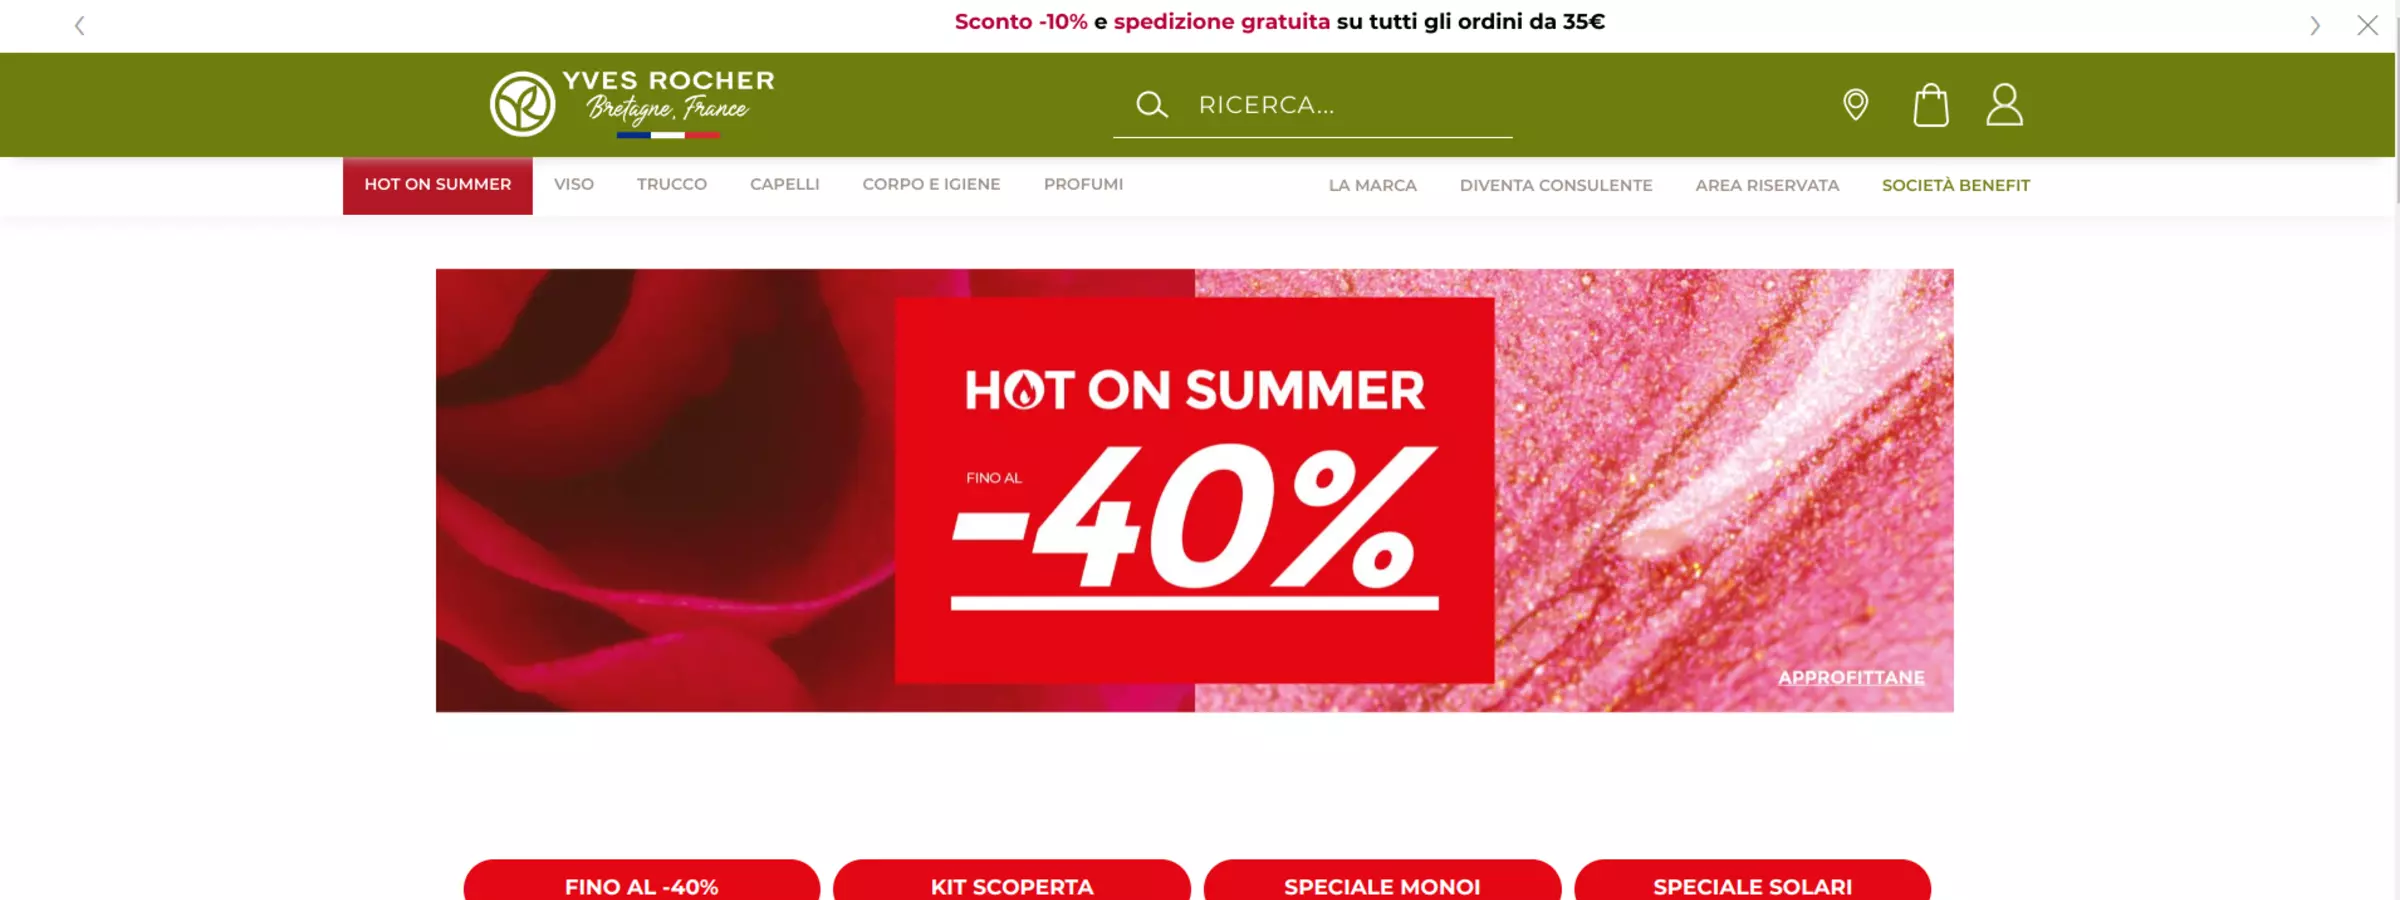 Sconto -10% e spedizione gratuita su tutti gli ordini da 35€
YVES ROCHER
Bretagne, France
RICERCA...
HOT ON SUMMER VISO TRUCCO CAPELLI CORPO E IGIENE PROFUMI LA MARCA DIVENTA CONSULENTE AREA RISERVATA SOCIETÀ BENEFIT
HOT ON SUMMER
FINO AL
-40%
APPROFITTANE
FINO AL -40% KIT SCOPERTA SPECIALE MONOI SPECIALE SOLARI